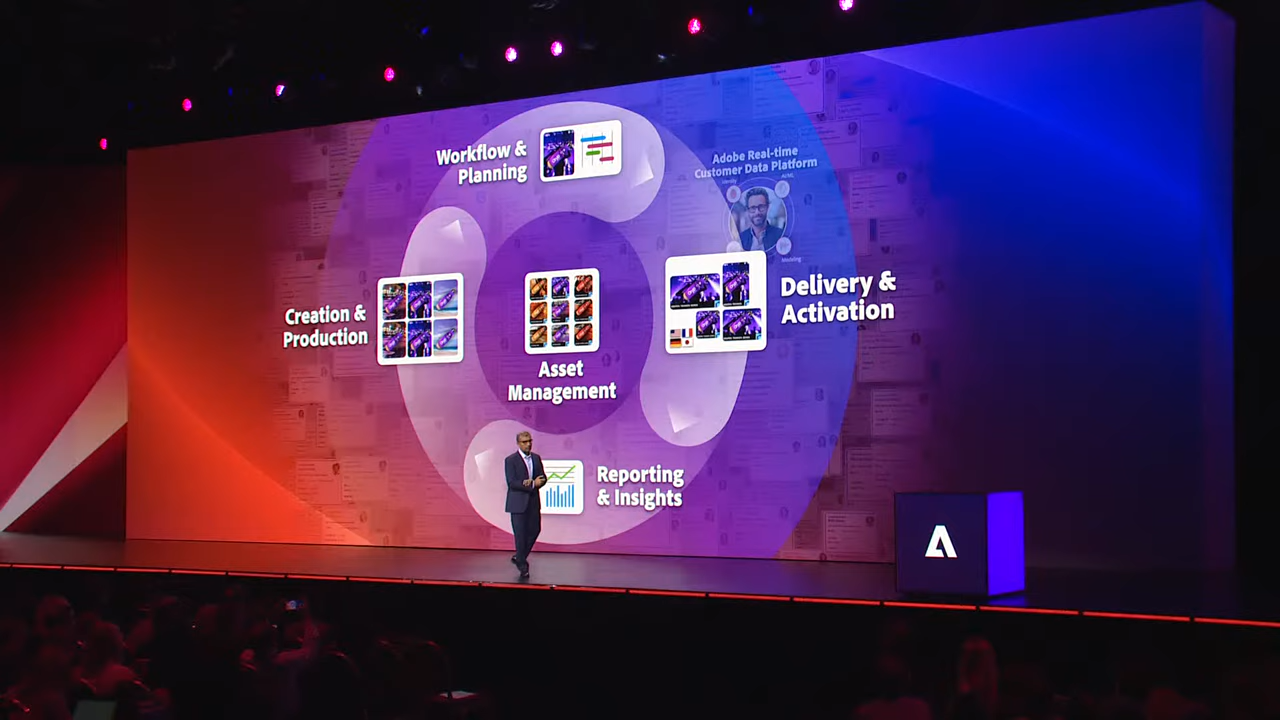 Workflow &
Planning
Adobe Real-time
Customer Data Platform
Creation &
Production
Asset
Management
Delivery &
Activation
Reporting
& Insights